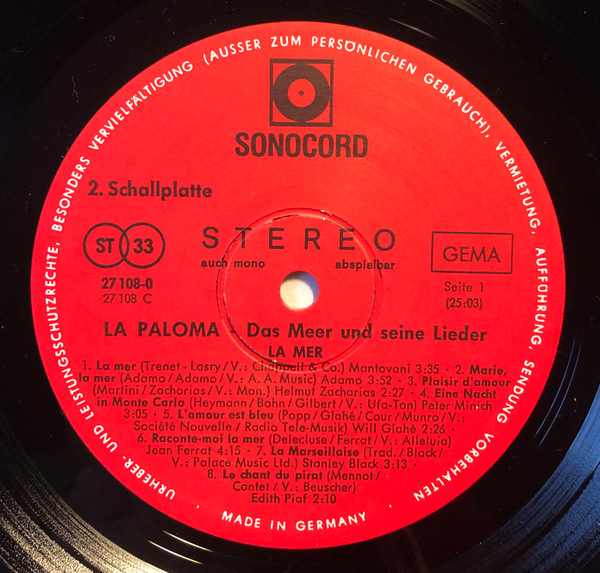 URHEBER- UND LEISTUNGSSCHUTZRECHTE, BESONDERS VERVIELFÄLTIGUNG (AUSSER ZUM PERSÖNLICHEN GEBRAUCH), VERMIETUNG, AUFFÜHRUNG, SENDUNG VORBEHALTEN
SONOCORD
2. Schallplatte
ST 33
STEREO
auch mono abspielbar
GEMA
27 108-0
27 108 C
Seite 1
(25:03)
LA PALOMA - Das Meer und seine Lieder
LA MER
1. La mer (Trenet - Lasry / V.: Chappell & Co.) Mantovani 3:35 · 2. Marie,
la mer (Adamo / Adamo / V.: A. A. Music) Adamo 3:52 · 3. Plaisir d'amour
(Martini / Zacharias / V.: Man.) Helmut Zacharias 2:27 · 4. Eine Nacht
in Monte Carlo (Heymann / Bohn / Gilbert / V.: Ufa-Ton) Peter Minich
3:05 · 5. L'amour est bleu (Popp / Glahé / Cour / Munro / V.:
Société Nouvelle / Radio Tele-Musik) Will Glahé 2:26 ·
6. Raconte-moi la mer (Delecluse / Ferrat / V.: Alleluia)
Jean Ferrat 4:15 · 7. La Marseillaise (Trad. / Black /
V.: Palace Music Ltd.) Stanley Black 3:13 ·
8. Le chant du pirat (Mennot /
Contet / V.: Beuscher)
Edith Piaf 2:10
· MADE IN GERMANY ·